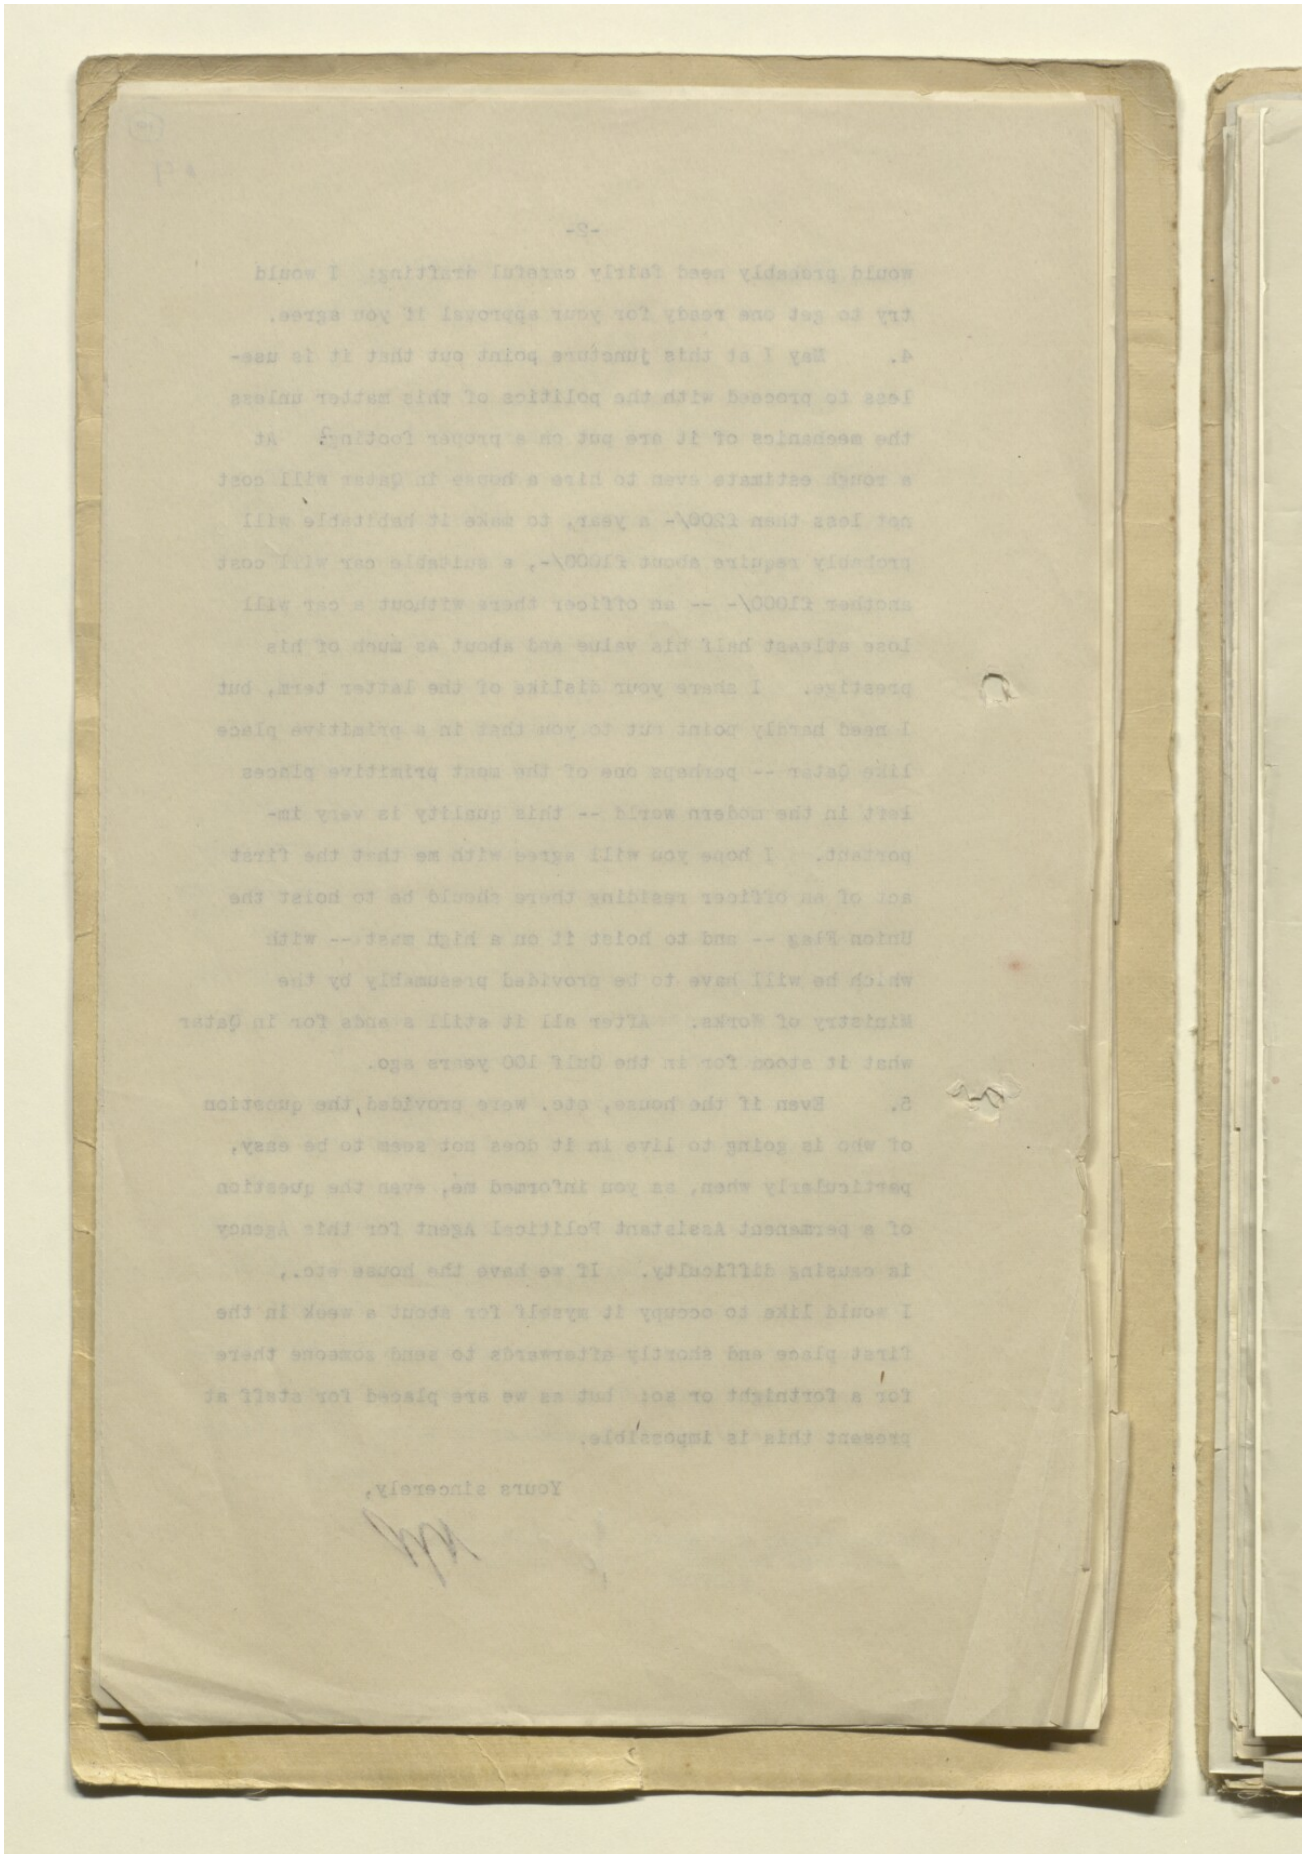 -2-
would probably need fairly careful drafting: I would
try to get one ready for your approval if you agree.
4. May I at this juncture point out that it is use-
less to proceed with the politics of this matter unless
the mechanics of it are put on a proper footing? At
a rough estimate even to hire a house in Qatar will cost
not less than £200/- a year, to make it habitable will
probably require about £1000/-, a suitable car will cost
another £1000/- -- an officer there without a car will
lose atleast half his value and about as much of his
prestige. I share your dislike of the latter term, but
I need hardly point out to you that in a primitive place
like Qatar -- perhaps one of the most primitive places
left in the modern world -- this quality is very im-
portant. I hope you will agree with me that the first
act of an officer residing there should be to hoist the
Union Flag -- and to hoist it on a high mast -- with
which he will have to be provided presumably by the
Ministry of Works. After all it still stands for in Qatar
what it stood for in the Gulf 100 years ago.
5. Even if the house, etc. were provided, the question
of who is going to live in it does not seem to be easy,
particularly when, as you informed me, even the question
of a permanent Assistant Political Agent for this Agency
is causing difficulty. If we have the house etc.,
I would like to occupy it myself for about a week in the
first place and shortly afterwards to send someone there
for a fortnight or so: but as we are placed for staff at
present this is impossible.
Yours sincerely,